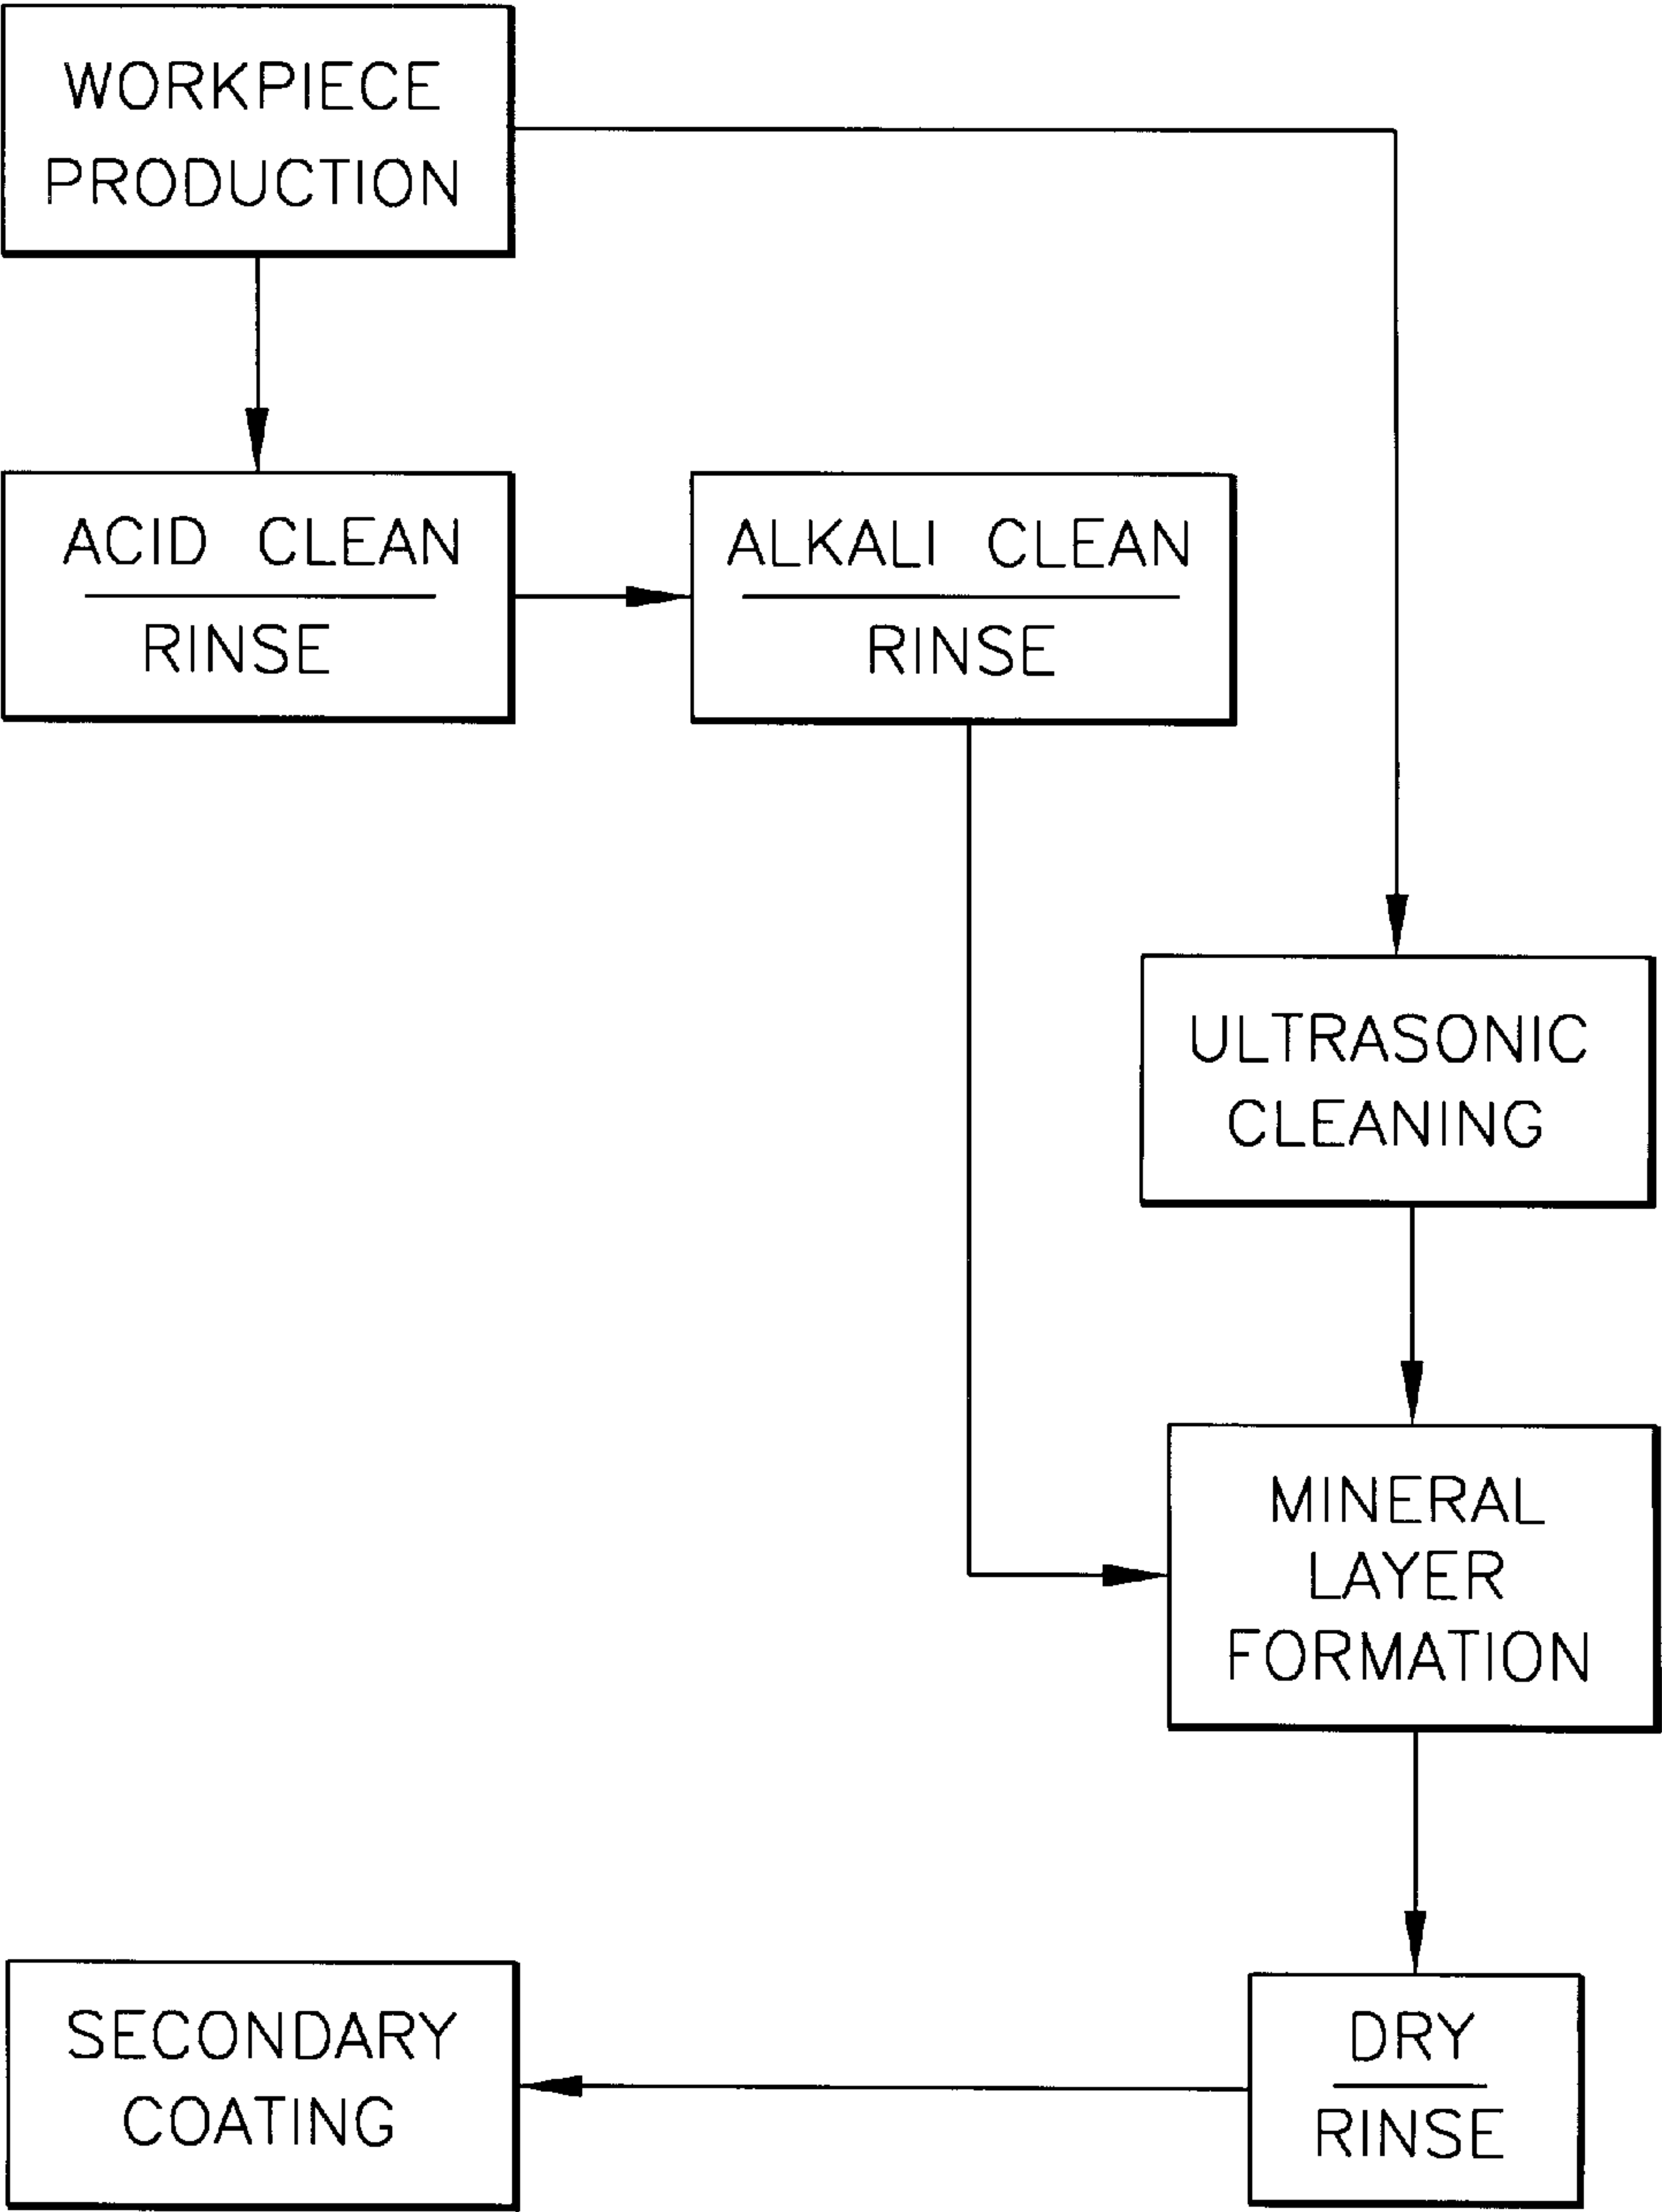 WORKPIECE
PRODUCTION
ACID CLEAN
RINSE
ALKALI CLEAN
RINSE
ULTRASONIC
CLEANING
MINERAL
LAYER
FORMATION
SECONDARY
COATING
DRY
RINSE